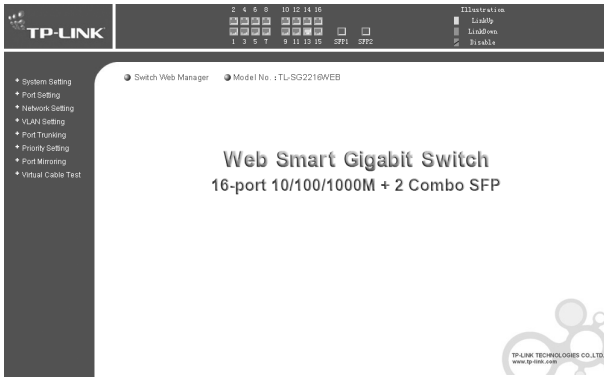 TP-LINK
2 4 6 8 10 12 14 16
1 3 5 7 9 11 13 15 SFP1 SFP2
Illustration
LinkUp
LinkDown
Disable
System Setting
Port Setting
Network Setting
VLAN Setting
Port Trunking
Priority Setting
Port Mirroring
Virtual Cable Test
Switch Web Manager Model No. : TL-SG2216WEB
Web Smart Gigabit Switch
16-port 10/100/1000M + 2 Combo SFP
TP-LINK TECHNOLOGIES CO.,LTD.
www.tp-link.com